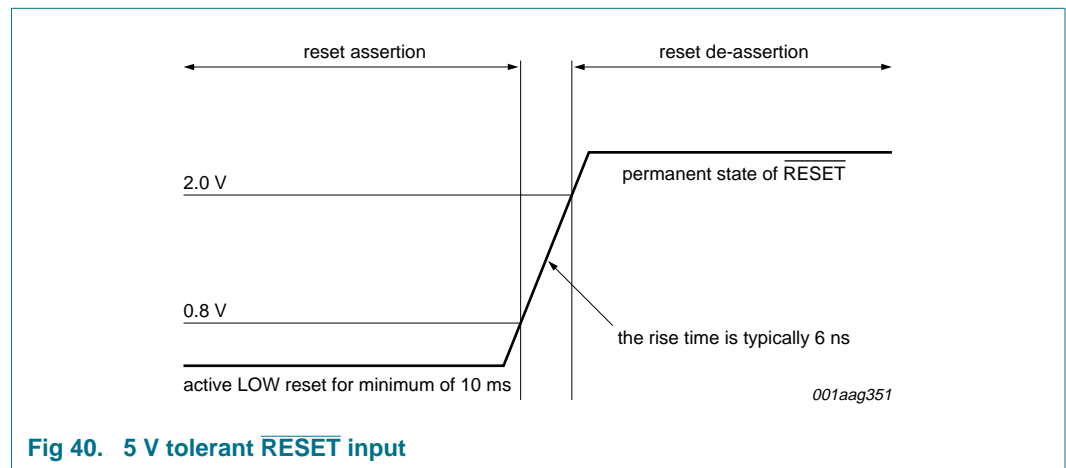 reset assertion
reset de-assertion
permanent state of RESET
2.0 V
0.8 V
the rise time is typically 6 ns
active LOW reset for minimum of 10 ms
001aag351
Fig 40. 5 V tolerant RESET input